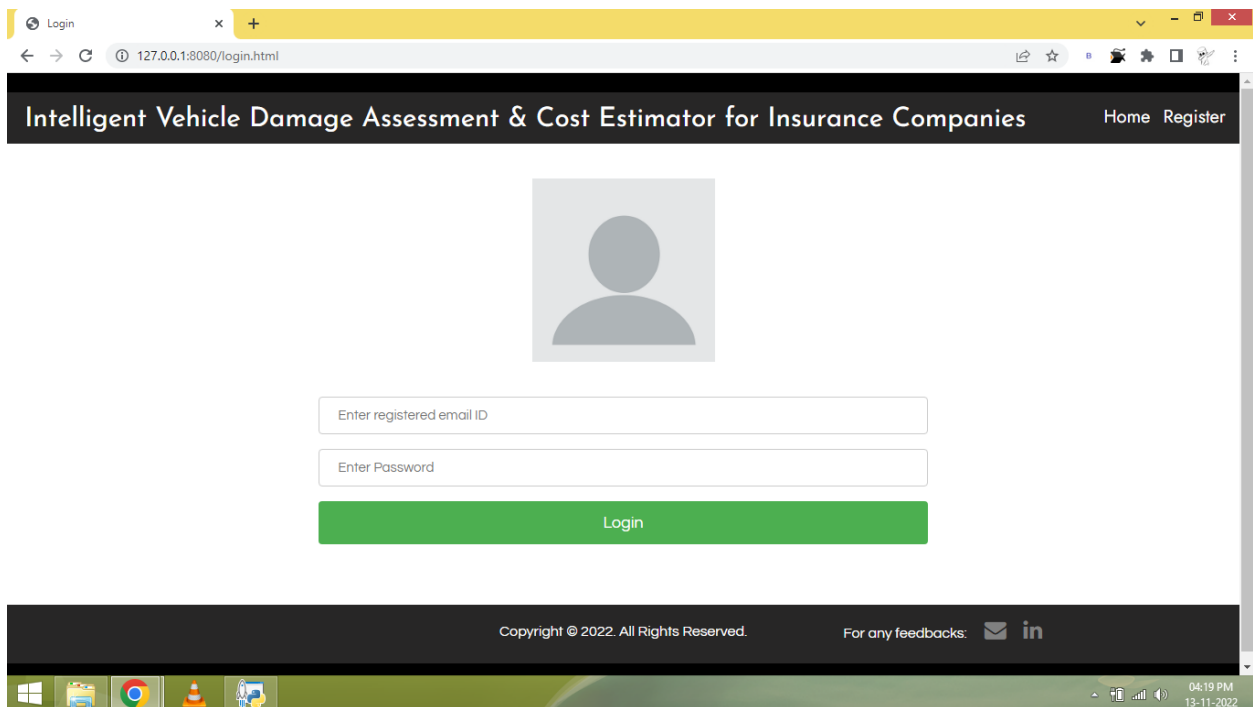 Login
127.0.0.1:8080/login.html
B
Intelligent Vehicle Damage Assessment & Cost Estimator for Insurance Companies Home Register
Enter registered email ID
Enter Password
Login
Copyright © 2022. All Rights Reserved. For any feedbacks: in
04:19 PM
13-11-2022